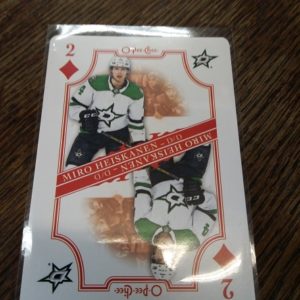 2
O-Pee-Chee
MIRO HEISKANEN - D/D
MIRO HEISKANEN - D/D
O-Pee-Chee
2